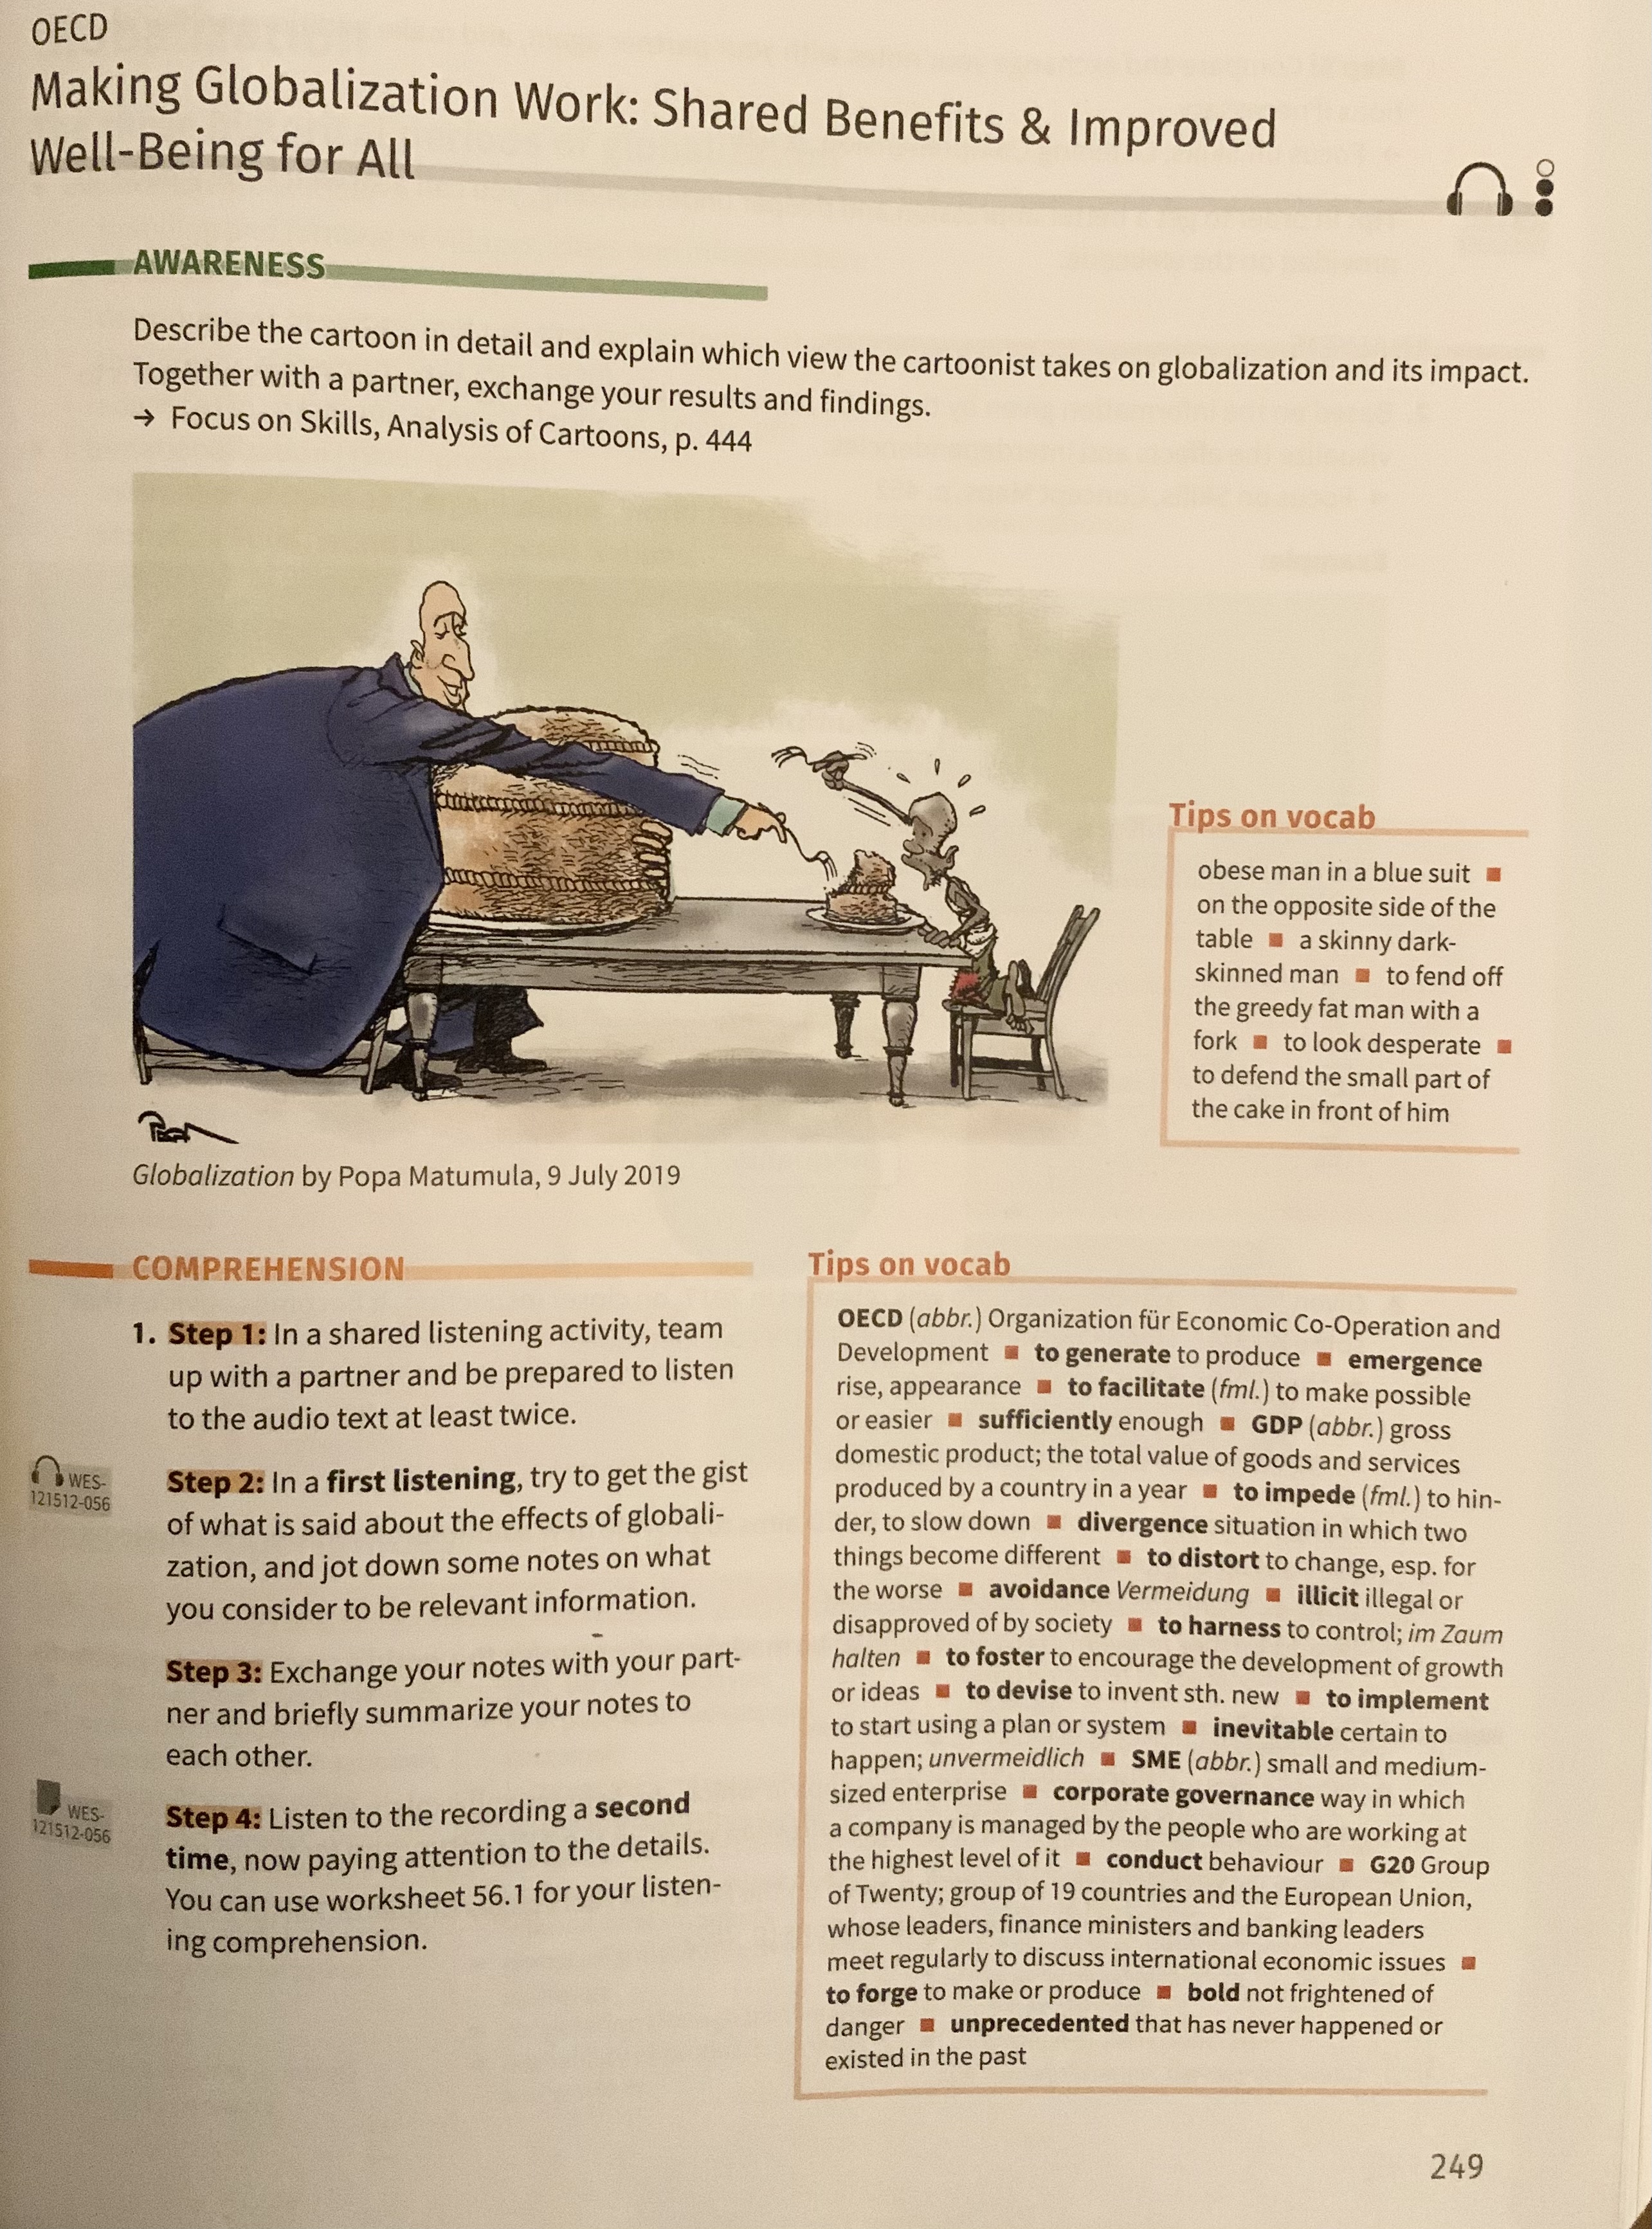 OECD
Making Globalization Work: Shared Benefits & Improved
Well-Being for All
AWARENESS
Describe the cartoon in detail and explain which view the cartoonist takes on globalization and its impact.
Together with a partner, exchange your results and findings.
→ Focus on Skills, Analysis of Cartoons, p. 444
Tips on vocab
obese man in a blue suit ■
on the opposite side of the
table ■ a skinny dark-
skinned man ■ to fend off
the greedy fat man with a
fork ■ to look desperate ■
to defend the small part of
the cake in front of him
Globalization by Popa Matumula, 9 July 2019
COMPREHENSION
1. Step 1: In a shared listening activity, team
up with a partner and be prepared to listen
to the audio text at least twice.
WES-
121512-056
Step 2: In a first listening, try to get the gist
of what is said about the effects of globali-
zation, and jot down some notes on what
you consider to be relevant information.
Step 3: Exchange your notes with your part-
ner and briefly summarize your notes to
each other.
WES-
121512-056
Step 4: Listen to the recording a second
time, now paying attention to the details.
You can use worksheet 56.1 for your listen-
ing comprehension.
Tips on vocab
OECD (abbr.) Organization für Economic Co-Operation and
Development ■ to generate to produce ■ emergence
rise, appearance ■ to facilitate (fml.) to make possible
or easier ■ sufficiently enough ■ GDP (abbr.) gross
domestic product; the total value of goods and services
produced by a country in a year ■ to impede (fml.) to hin-
der, to slow down ■ divergence situation in which two
things become different ■ to distort to change, esp. for
the worse ■ avoidance Vermeidung ■ illicit illegal or
disapproved of by society ■ to harness to control; im Zaum
halten ■ to foster to encourage the development of growth
or ideas ■ to devise to invent sth. new ■ to implement
to start using a plan or system ■ inevitable certain to
happen; unvermeidlich ■ SME (abbr.) small and medium-
sized enterprise ■ corporate governance way in which
a company is managed by the people who are working at
the highest level of it ■ conduct behaviour ■ G20 Group
of Twenty; group of 19 countries and the European Union,
whose leaders, finance ministers and banking leaders
meet regularly to discuss international economic issues ■
to forge to make or produce ■ bold not frightened of
danger ■ unprecedented that has never happened or
existed in the past
249